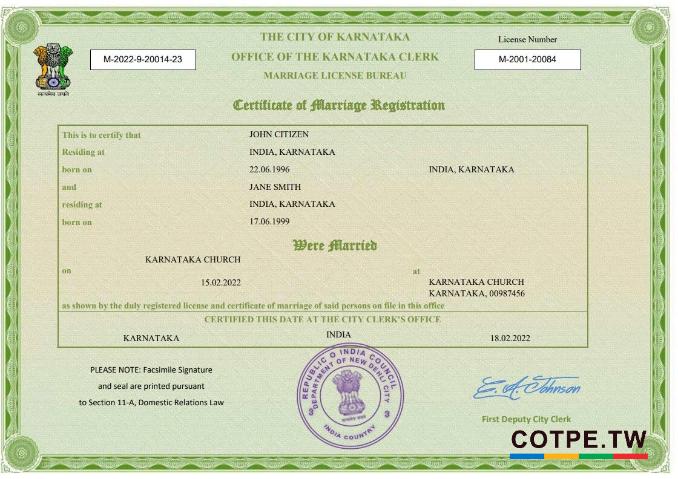 THE CITY OF KARNATAKA
License Number
M-2022-9-20014-23
OFFICE OF THE KARNATAKA CLERK
M-2001-20084
MARRIAGE LICENSE BUREAU
सत्यमेव जयते
Certificate of Marriage Registration
This is to certify that JOHN CITIZEN
Residing at INDIA, KARNATAKA
born on 22.06.1996 INDIA, KARNATAKA
and JANE SMITH
residing at INDIA, KARNATAKA
born on 17.06.1999
Were Married
KARNATAKA CHURCH
on at
15.02.2022 KARNATAKA CHURCH
KARNATAKA, 00987456
as shown by the duly registered license and certificate of marriage of said persons on file in this office
CERTIFIED THIS DATE AT THE CITY CLERK'S OFFICE
KARNATAKA INDIA 18.02.2022
PLEASE NOTE: Facsimile Signature
and seal are printed pursuant
to Section 11-A, Domestic Relations Law
REPUBLIC O INDIA COUNCIL
DEPARTMENT OF NEW DEHLI CITY
3 3
INDIA COUNTRY
E. A. Johnson
First Deputy City Clerk
COTPE.TW